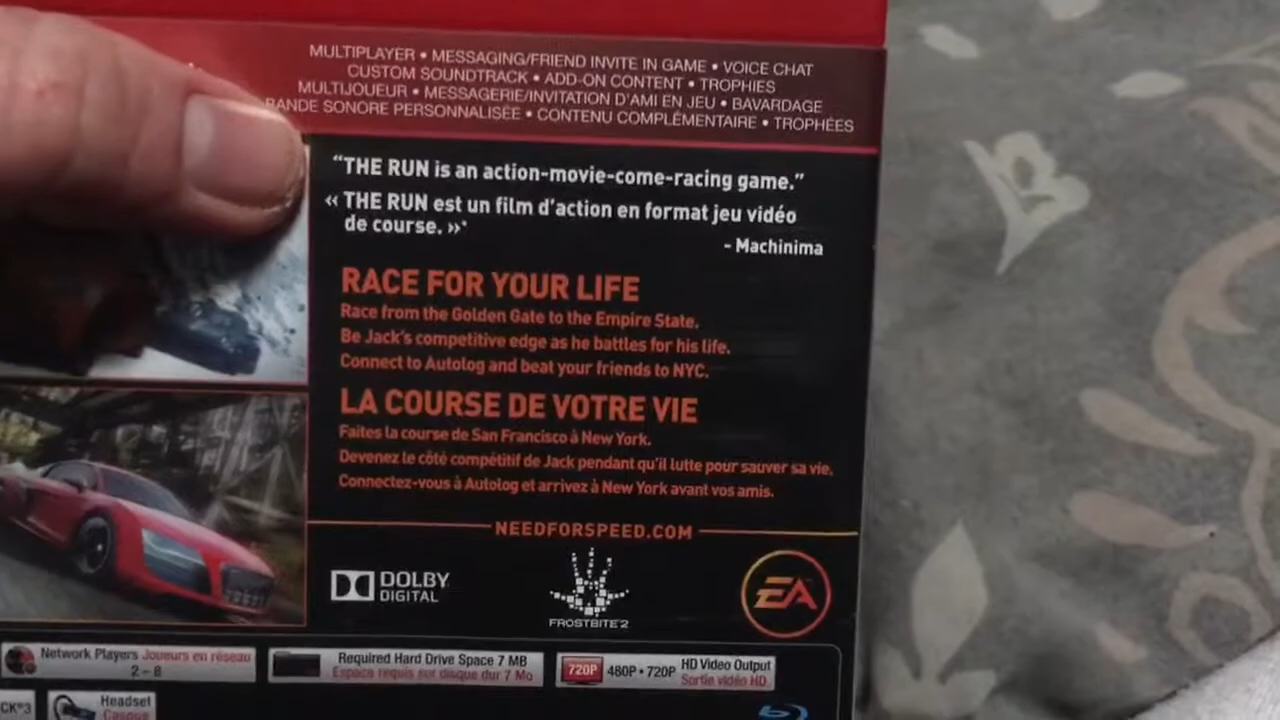 MULTIPLAYER • MESSAGING/FRIEND INVITE IN GAME • VOICE CHAT
CUSTOM SOUNDTRACK • ADD-ON CONTENT • TROPHIES
MULTIJOUEUR • MESSAGERIE/INVITATION D'AMI EN JEU • BAVARDAGE
BANDE SONORE PERSONNALISÉE • CONTENU COMPLÉMENTAIRE • TROPHÉES
"THE RUN is an action-movie-come-racing game."
« THE RUN est un film d'action en format jeu vidéo
de course. »*
- Machinima
RACE FOR YOUR LIFE
Race from the Golden Gate to the Empire State.
Be Jack's competitive edge as he battles for his life.
Connect to Autolog and beat your friends to NYC.
LA COURSE DE VOTRE VIE
Faites la course de San Francisco à New York.
Devenez le côté compétitif de Jack pendant qu'il lutte pour sauver sa vie.
Connectez-vous à Autolog et arrivez à New York avant vos amis.
NEEDFORSPEED.COM
DOLBY
DIGITAL
FROSTBITE 2
EA
Network Players Joueurs en réseau
2 – 8
Required Hard Drive Space 7 MB
Espace requis sur disque dur 7 Mo
720P 480P • 720P HD Video Output
Sortie vidéo HD
CK®3
Headset
Casque